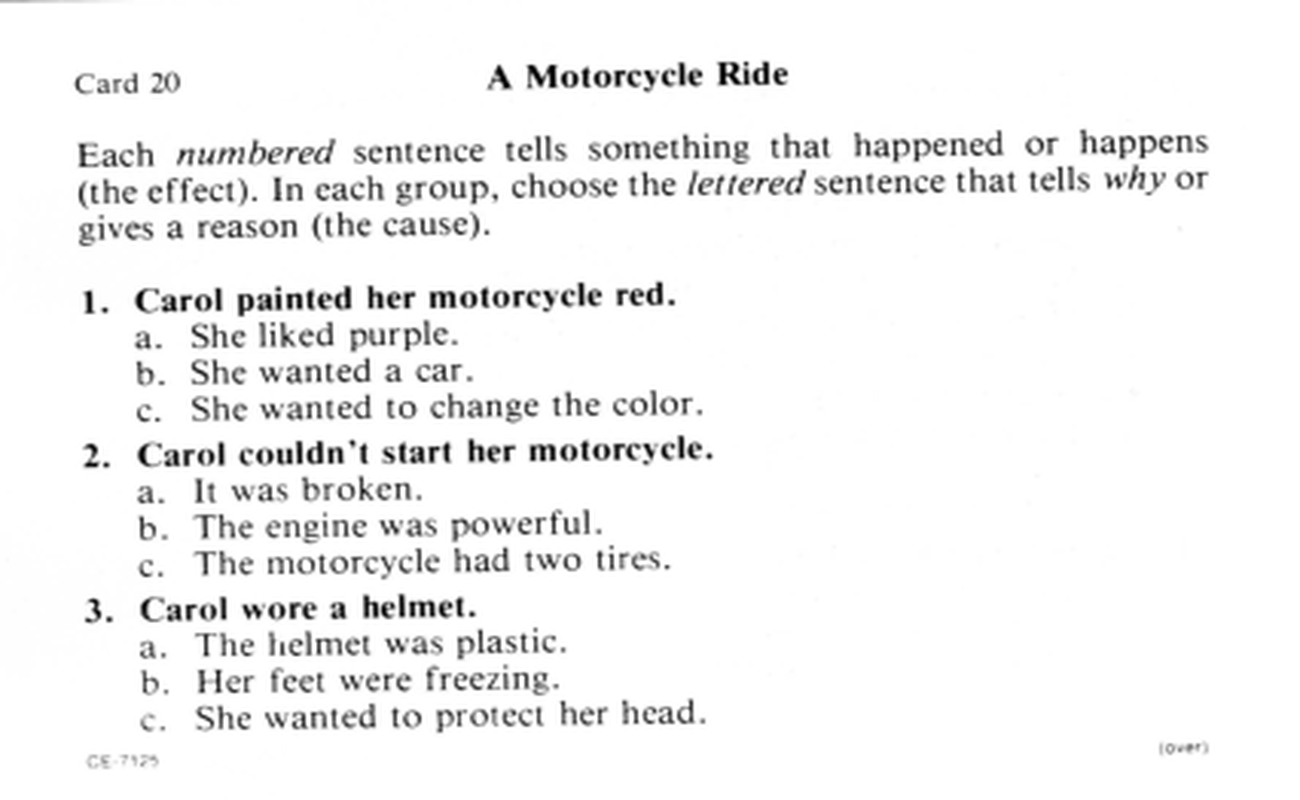 Card 20
A Motorcycle Ride
Each numbered sentence tells something that happened or happens
(the effect). In each group, choose the lettered sentence that tells why or
gives a reason (the cause).
1. Carol painted her motorcycle red.
a. She liked purple.
b. She wanted a car.
c. She wanted to change the color.
2. Carol couldn't start her motorcycle.
a. It was broken.
b. The engine was powerful.
c. The motorcycle had two tires.
3. Carol wore a helmet.
a. The helmet was plastic.
b. Her feet were freezing.
c. She wanted to protect her head.
CE-7125
(over)